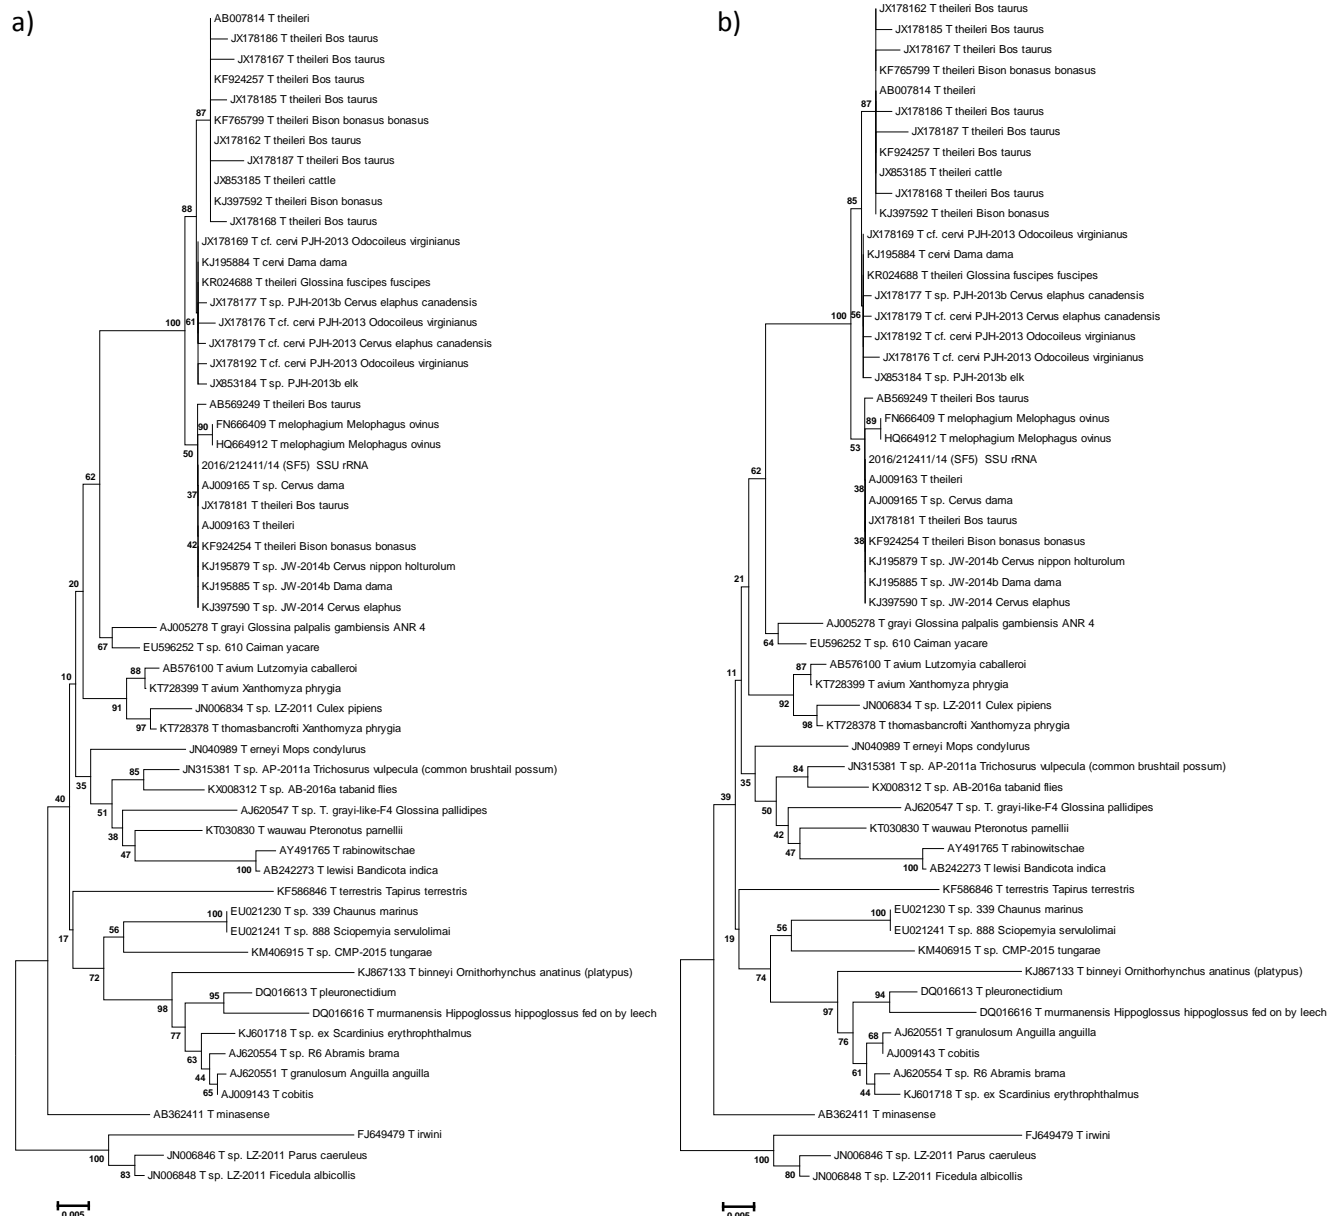 a)
AB007814 T theileri
JX178186 T theileri Bos taurus
JX178167 T theileri Bos taurus
KF924257 T theileri Bos taurus
JX178185 T theileri Bos taurus
87
KF765799 T theileri Bison bonasus bonasus
JX178162 T theileri Bos taurus
JX178187 T theileri Bos taurus
JX853185 T theileri cattle
KJ397592 T theileri Bison bonasus
88
JX178168 T theileri Bos taurus
JX178169 T cf. cervi PJH-2013 Odocoileus virginianus
KJ195884 T cervi Dama dama
KR024688 T theileri Glossina fuscipes fuscipes
JX178177 T sp. PJH-2013b Cervus elaphus canadensis
100
61
JX178176 T cf. cervi PJH-2013 Odocoileus virginianus
JX178179 T cf. cervi PJH-2013 Cervus elaphus canadensis
JX178192 T cf. cervi PJH-2013 Odocoileus virginianus
JX853184 T sp. PJH-2013b elk
AB569249 T theileri Bos taurus
90
FN666409 T melophagium Melophagus ovinus
HQ664912 T melophagium Melophagus ovinus
50
2016/212411/14 (SF5) SSU rRNA
62
AJ009165 T sp. Cervus dama
37
JX178181 T theileri Bos taurus
AJ009163 T theileri
42
KF924254 T theileri Bison bonasus bonasus
KJ195879 T sp. JW-2014b Cervus nippon holturolum
20
KJ195885 T sp. JW-2014b Dama dama
KJ397590 T sp. JW-2014 Cervus elaphus
AJ005278 T grayi Glossina palpalis gambiensis ANR 4
67
EU596252 T sp. 610 Caiman yacare
88
AB576100 T avium Lutzomyia caballeroi
10
KT728399 T avium Xanthomyza phrygia
91
JN006834 T sp. LZ-2011 Culex pipiens
97
KT728378 T thomasbancrofti Xanthomyza phrygia
JN040989 T erneyi Mops condylurus
85
JN315381 T sp. AP-2011a Trichosurus vulpecula (common brushtail possum)
35
KX008312 T sp. AB-2016a tabanid flies
40
51
AJ620547 T sp. T. grayi-like-F4 Glossina pallidipes
38
KT030830 T wauwau Pteronotus parnellii
47
AY491765 T rabinowitschae
100
AB242273 T lewisi Bandicota indica
KF586846 T terrestris Tapirus terrestris
100
EU021230 T sp. 339 Chaunus marinus
56
EU021241 T sp. 888 Sciopemyia servulolimai
17
KM406915 T sp. CMP-2015 tungarae
72
KJ867133 T binneyi Ornithorhynchus anatinus (platypus)
95
DQ016613 T pleuronectidium
98
DQ016616 T murmanensis Hippoglossus hippoglossus fed on by leech
77
KJ601718 T sp. ex Scardinius erythrophthalmus
63
AJ620554 T sp. R6 Abramis brama
44
AJ620551 T granulosum Anguilla anguilla
65
AJ009143 T cobitis
AB362411 T minasense
FJ649479 T irwini
100
JN006846 T sp. LZ-2011 Parus caeruleus
83
JN006848 T sp. LZ-2011 Ficedula albicollis
0.005
b)
JX178162 T theileri Bos taurus
JX178185 T theileri Bos taurus
JX178167 T theileri Bos taurus
KF765799 T theileri Bison bonasus bonasus
AB007814 T theileri
87
JX178186 T theileri Bos taurus
JX178187 T theileri Bos taurus
KF924257 T theileri Bos taurus
JX853185 T theileri cattle
JX178168 T theileri Bos taurus
85
KJ397592 T theileri Bison bonasus
JX178169 T cf. cervi PJH-2013 Odocoileus virginianus
KJ195884 T cervi Dama dama
KR024688 T theileri Glossina fuscipes fuscipes
JX178177 T sp. PJH-2013b Cervus elaphus canadensis
100
56
JX178179 T cf. cervi PJH-2013 Cervus elaphus canadensis
JX178192 T cf. cervi PJH-2013 Odocoileus virginianus
JX178176 T cf. cervi PJH-2013 Odocoileus virginianus
JX853184 T sp. PJH-2013b elk
AB569249 T theileri Bos taurus
89
FN666409 T melophagium Melophagus ovinus
HQ664912 T melophagium Melophagus ovinus
53
2016/212411/14 (SF5) SSU rRNA
62
AJ009163 T theileri
38
AJ009165 T sp. Cervus dama
JX178181 T theileri Bos taurus
38
KF924254 T theileri Bison bonasus bonasus
KJ195879 T sp. JW-2014b Cervus nippon holturolum
21
KJ195885 T sp. JW-2014b Dama dama
KJ397590 T sp. JW-2014 Cervus elaphus
AJ005278 T grayi Glossina palpalis gambiensis ANR 4
64
EU596252 T sp. 610 Caiman yacare
87
AB576100 T avium Lutzomyia caballeroi
11
KT728399 T avium Xanthomyza phrygia
92
JN006834 T sp. LZ-2011 Culex pipiens
98
KT728378 T thomasbancrofti Xanthomyza phrygia
JN040989 T erneyi Mops condylurus
84
JN315381 T sp. AP-2011a Trichosurus vulpecula (common brushtail possum)
35
KX008312 T sp. AB-2016a tabanid flies
39
50
AJ620547 T sp. T. grayi-like-F4 Glossina pallidipes
42
KT030830 T wauwau Pteronotus parnellii
47
AY491765 T rabinowitschae
100
AB242273 T lewisi Bandicota indica
KF586846 T terrestris Tapirus terrestris
100
EU021230 T sp. 339 Chaunus marinus
56
EU021241 T sp. 888 Sciopemyia servulolimai
19
KM406915 T sp. CMP-2015 tungarae
74
KJ867133 T binneyi Ornithorhynchus anatinus (platypus)
94
DQ016613 T pleuronectidium
97
DQ016616 T murmanensis Hippoglossus hippoglossus fed on by leech
76
68
AJ620551 T granulosum Anguilla anguilla
AJ009143 T cobitis
61
AJ620554 T sp. R6 Abramis brama
44
KJ601718 T sp. ex Scardinius erythrophthalmus
AB362411 T minasense
FJ649479 T irwini
100
JN006846 T sp. LZ-2011 Parus caeruleus
80
JN006848 T sp. LZ-2011 Ficedula albicollis
0.005